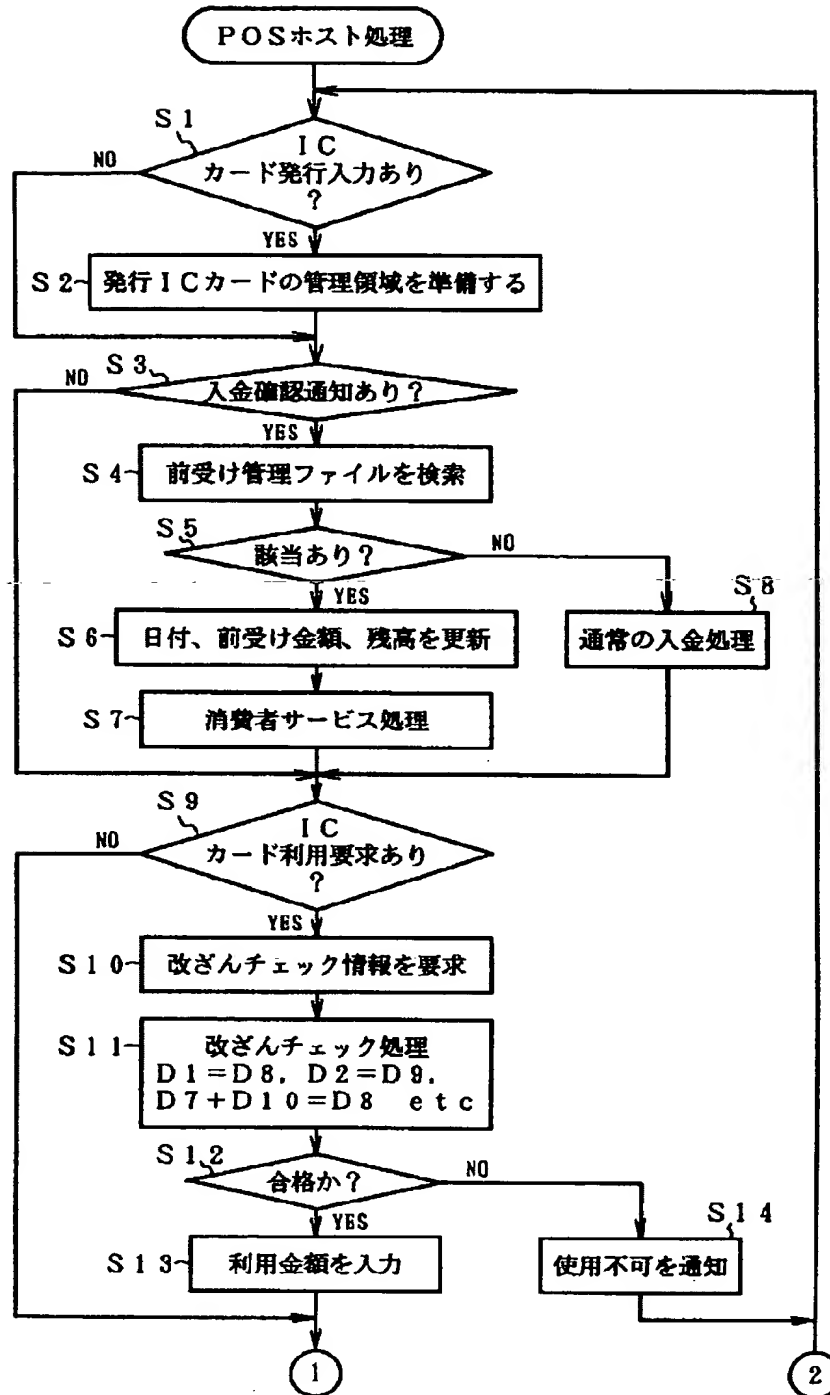 POSホスト処理
S1
IC
カード発行入力あり
?
NO
YES
S2
発行ICカードの管理領域を準備する
S3
入金確認通知あり?
NO
YES
S4
前受け管理ファイルを検索
S5
該当あり?
NO
YES
S6
日付、前受け金額、残高を更新
S8
通常の入金処理
S7
消費者サービス処理
S9
IC
カード利用要求あり
?
NO
YES
S10
改ざんチェック情報を要求
S11
改ざんチェック処理
D1=D8, D2=D9,
D7+D10=D8 etc
S12
合格か?
NO
YES
S13
利用金額を入力
S14
使用不可を通知
1
2